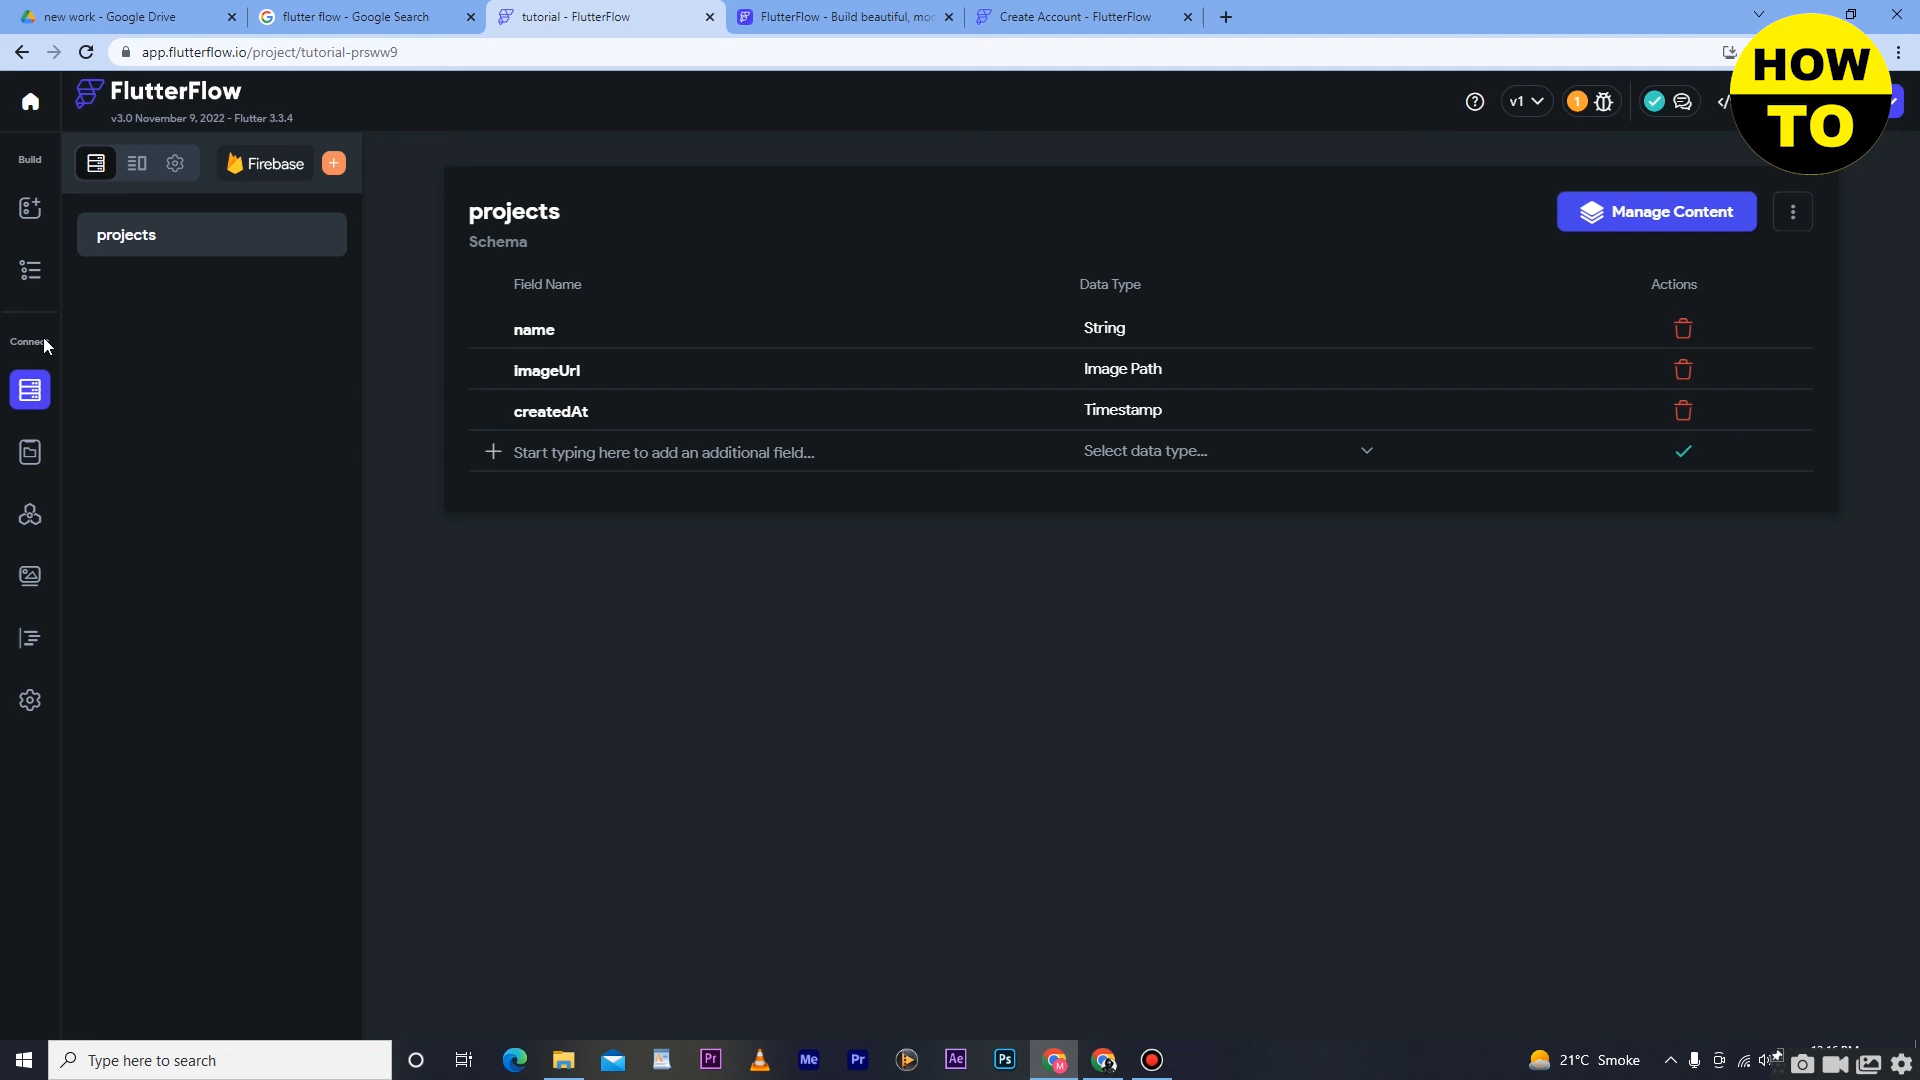 new work - Google Drive
flutter flow - Google Search
tutorial - FlutterFlow
FlutterFlow - Build beautiful, mo
Create Account - FlutterFlow
app.flutterflow.io/project/tutorial-prsww9
HOW
TO
FlutterFlow
v3.0 November 9, 2022 - Flutter 3.3.4
v1
1
Build
Firebase
projects
projects
Schema
Manage Content
Field Name
Data Type
Actions
name
String
imageUrl
Image Path
createdAt
Timestamp
Start typing here to add an additional field...
Select data type...
Connec
Type here to search
Pr
Me
Pr
Ae
Ps
M
21°C Smoke